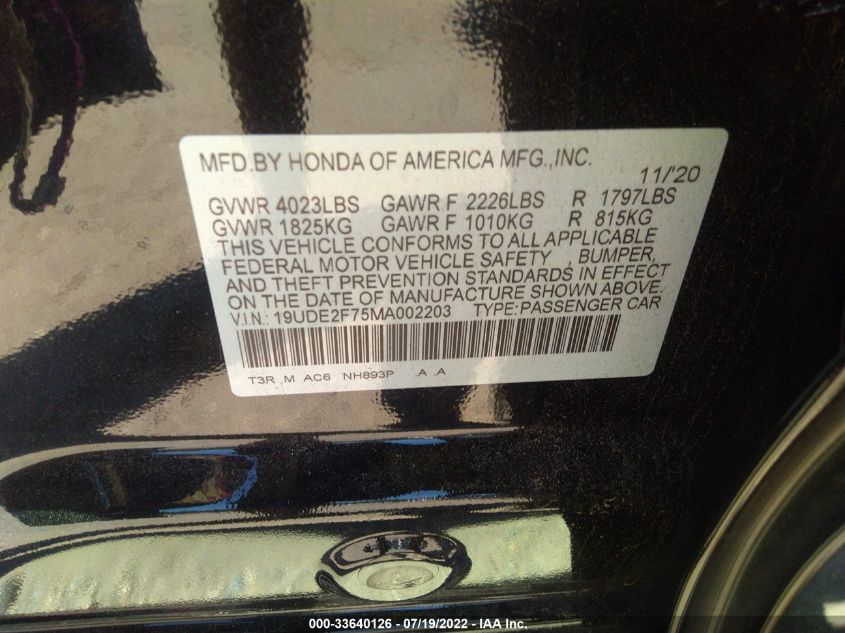 MFD.BY HONDA OF AMERICA MFG.,INC.
11/'20
GVWR 4023LBS GAWR F 2226LBS R 1797LBS
GVWR 1825KG GAWR F 1010KG R 815KG
THIS VEHICLE CONFORMS TO ALL APPLICABLE
FEDERAL MOTOR VEHICLE SAFETY , BUMPER,
AND THEFT PREVENTION STANDARDS IN EFFECT
ON THE DATE OF MANUFACTURE SHOWN ABOVE.
V.I.N.: 19UDE2F75MA002203 TYPE:PASSENGER CAR
T3R M AC6 NH893P .A .A
000-33640126 - 07/19/2022 - IAA Inc.